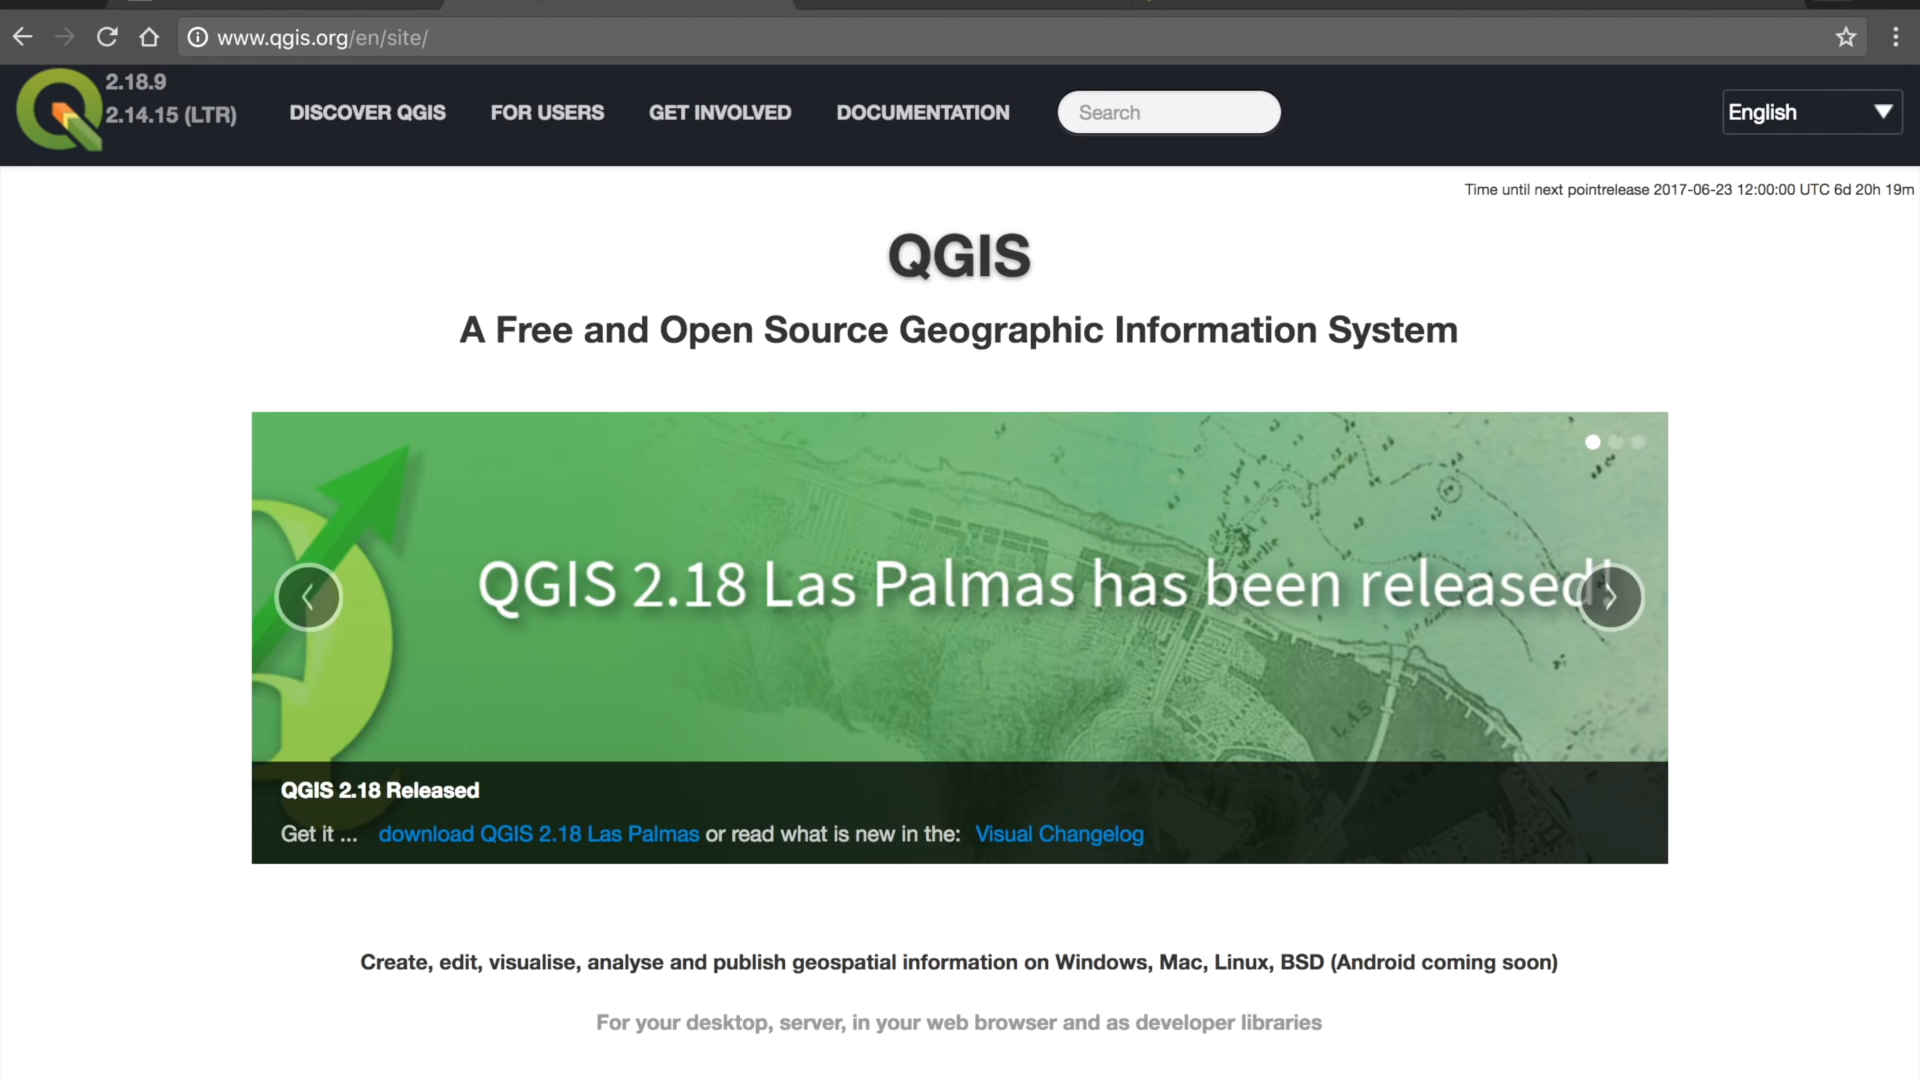 www.qgis.org/en/site/
2.18.9
2.14.15 (LTR)
DISCOVER QGIS
FOR USERS
GET INVOLVED
DOCUMENTATION
Search
English
Time until next pointrelease 2017-06-23 12:00:00 UTC 6d 20h 19m
QGIS
A Free and Open Source Geographic Information System
QGIS 2.18 Las Palmas has been released!
LAS
PALMAS
QGIS 2.18 Released
Get it ... download QGIS 2.18 Las Palmas or read what is new in the: Visual Changelog
Create, edit, visualise, analyse and publish geospatial information on Windows, Mac, Linux, BSD (Android coming soon)
For your desktop, server, in your web browser and as developer libraries